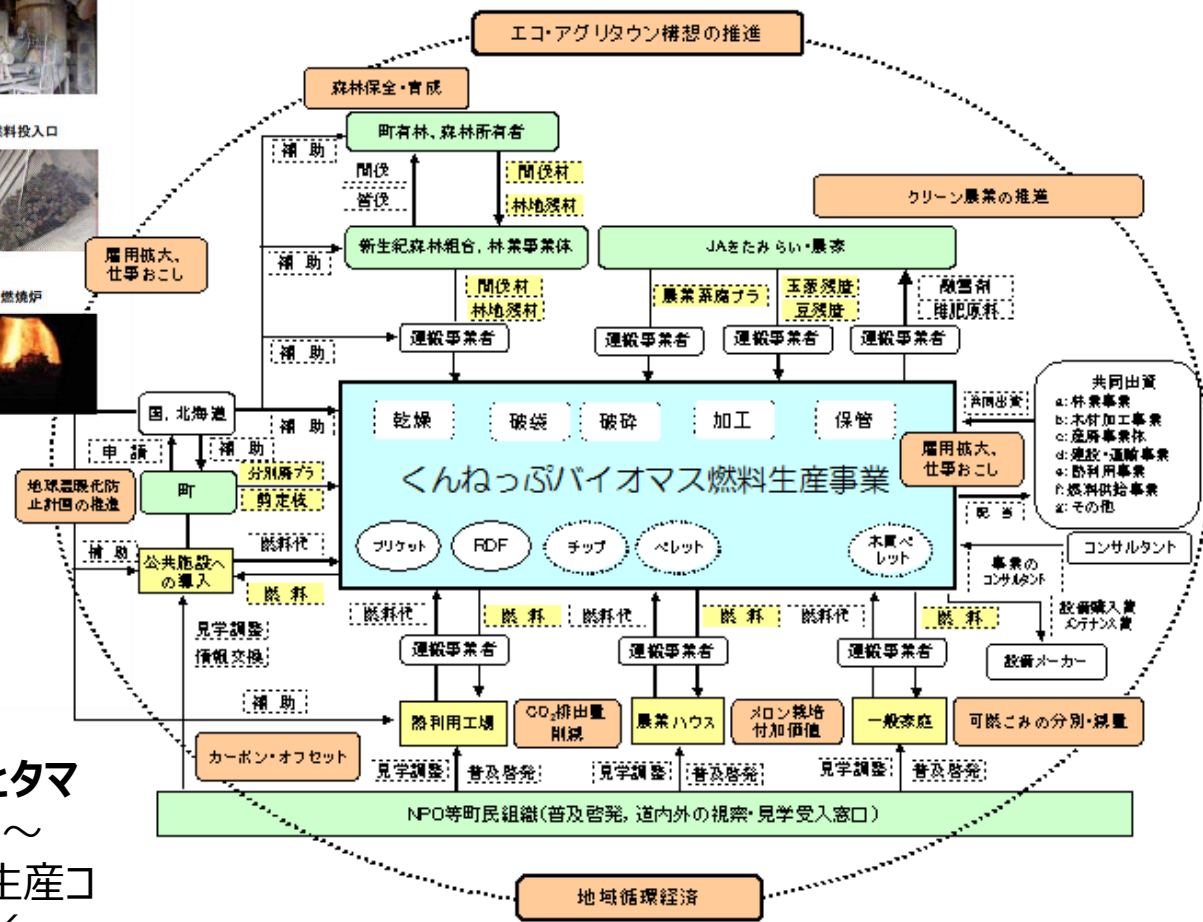 エコ・アグリタウン構想の推進
森林保全・育成
料投入口
町有林、森林所有者
補 助
間伐
皆伐
間伐材
林地残材
クリーン農業の推進
雇用拡大、
仕事おこし
新生紀森林組合, 林業事業体
JAきたみらい・農家
補 助
燃焼炉
間伐材
林地残材
農業系廃プラ
玉葱残渣
豆残渣
融雪剤
堆肥原料
運搬事業者
運搬事業者
運搬事業者
運搬事業者
補 助
国, 北海道
補 助
乾燥
破袋
破砕
加工
保管
共同出資
共同出資
a: 林業事業
b: 木材加工事業
c: 産廃事業体
d: 建設・運輸事業
e: 熱利用事業
f: 燃料供給事業
g: その他
申 請
補 助
分別廃プラ
剪定枝
町
地球温暖化防
止計画の推進
くんねっぷバイオマス燃料生産事業
雇用拡大、
仕事おこし
配 当
補 助
公共施設へ
の導入
燃料代
燃 料
ブリケット
RDF
チップ
ペレット
木質ペ
レット
コンサルタント
事業の
コンサルタント
見学調整
情報交換
燃料代
燃 料
燃料代
燃 料
燃料代
燃 料
設備購入費
メンテナンス費
運搬事業者
運搬事業者
運搬事業者
設備メーカー
補 助
熱利用工場
CO₂排出量
削減
農業ハウス
メロン栽培
付加価値
一般家庭
可燃ごみの分別・減量
カーボン・オフセット
見学調整
普及啓発
見学調整
普及啓発
見学調整
普及啓発
とタマ
～
NPO等町民組織(普及啓発, 道内外の視察・見学受入窓口)
生産コ
地域循環経済